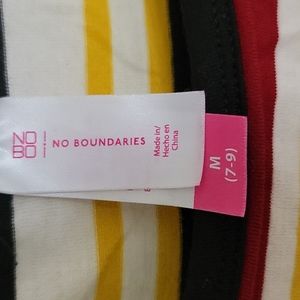 NO
BO
NO BOUNDARIES
Made in/
Hecho en
China
M
(7-9)